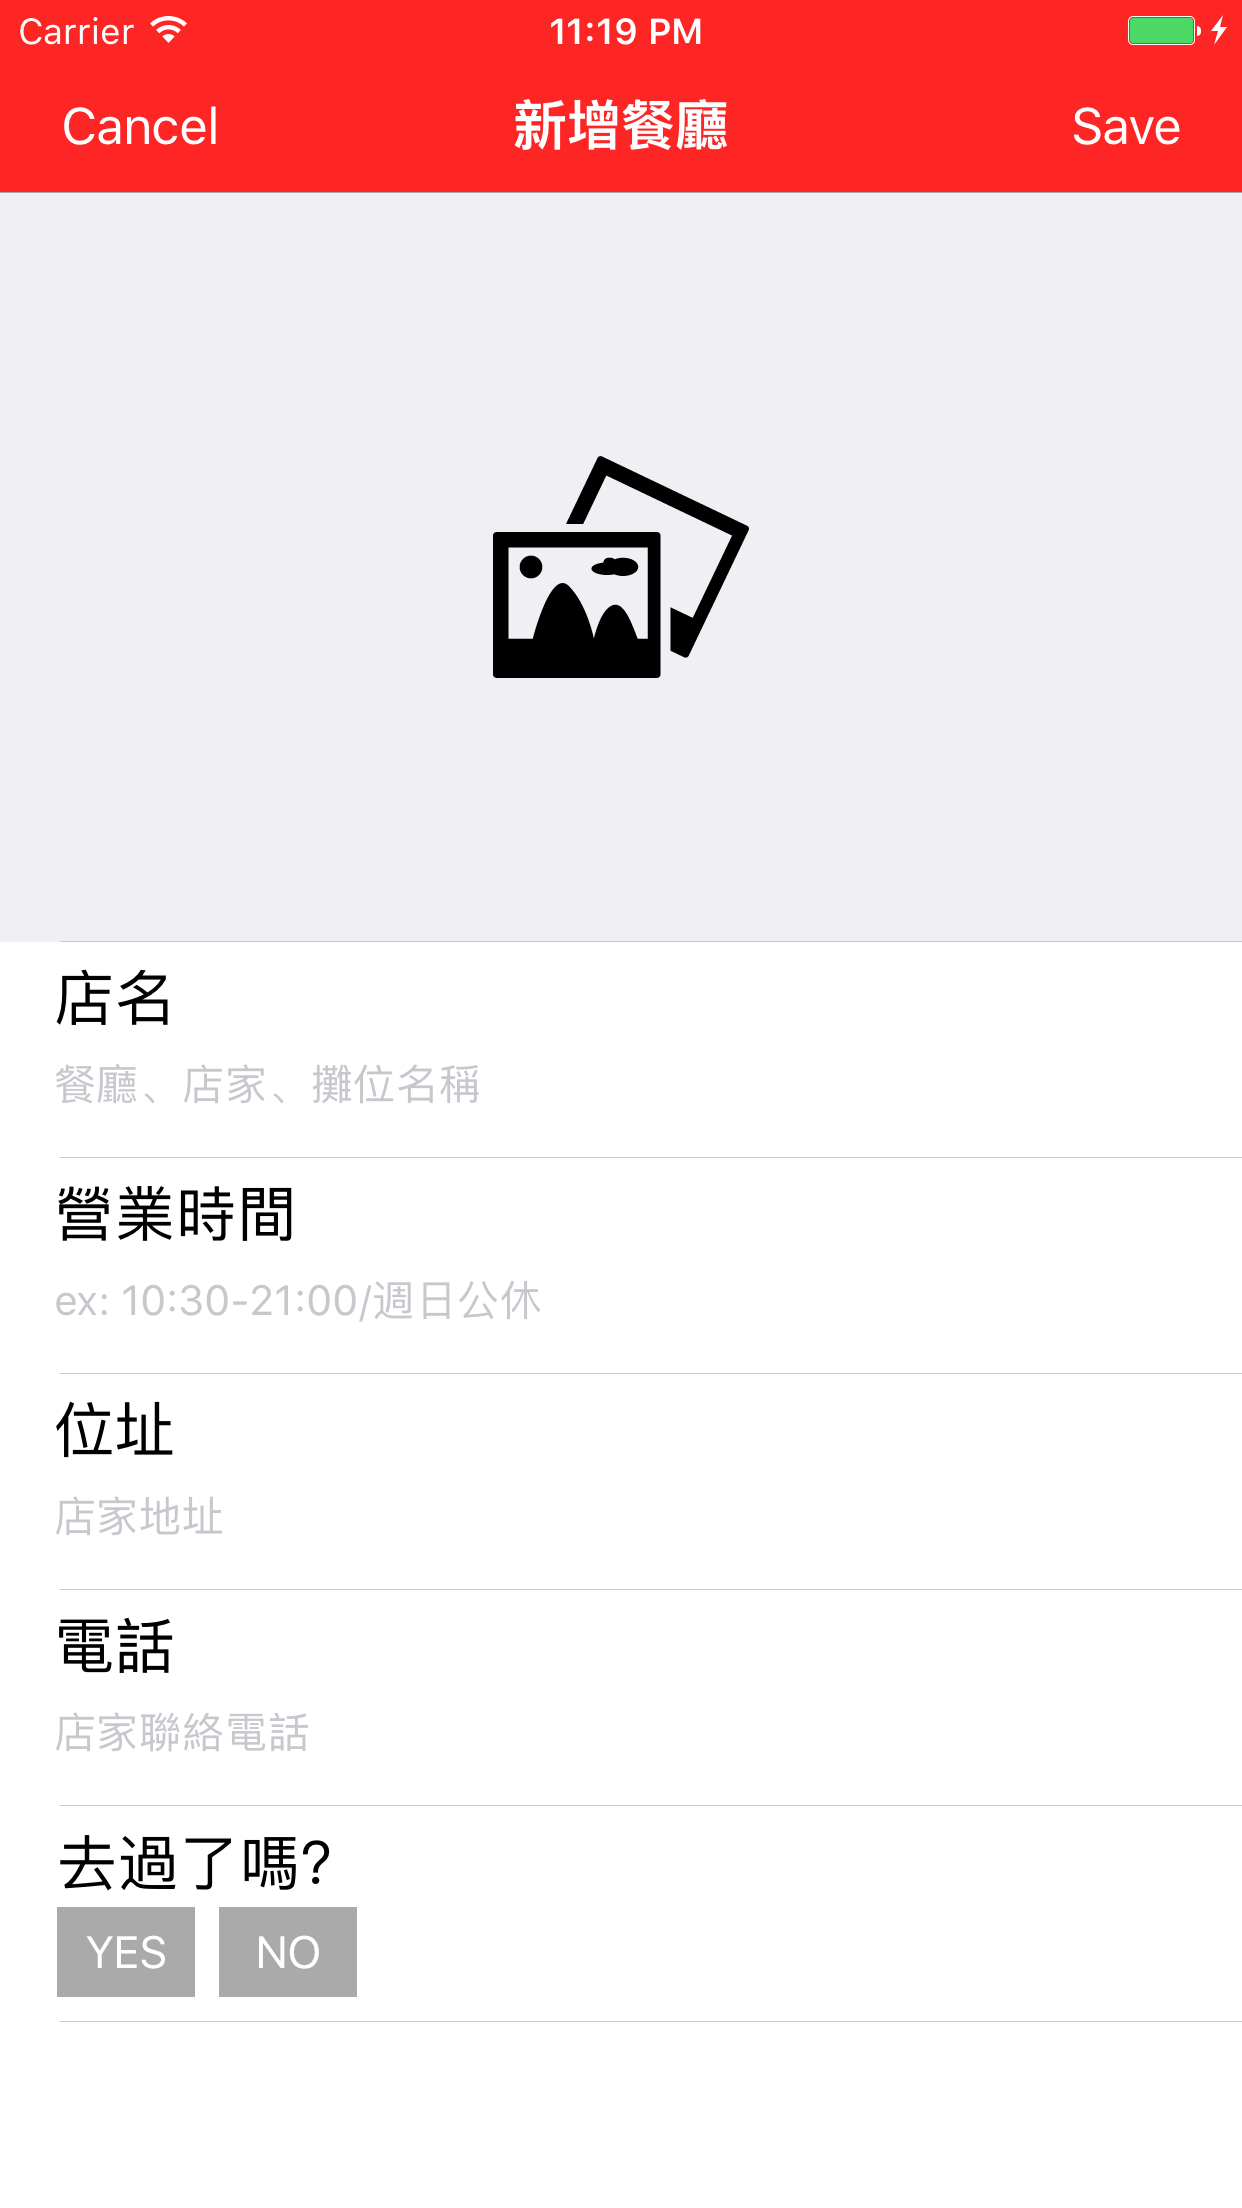 Carrier 11:19 PM
Cancel 新增餐廳 Save
店名
餐廳、店家、攤位名稱
營業時間
ex: 10:30-21:00/週日公休
位址
店家地址
電話
店家聯絡電話
去過了嗎?
YES NO